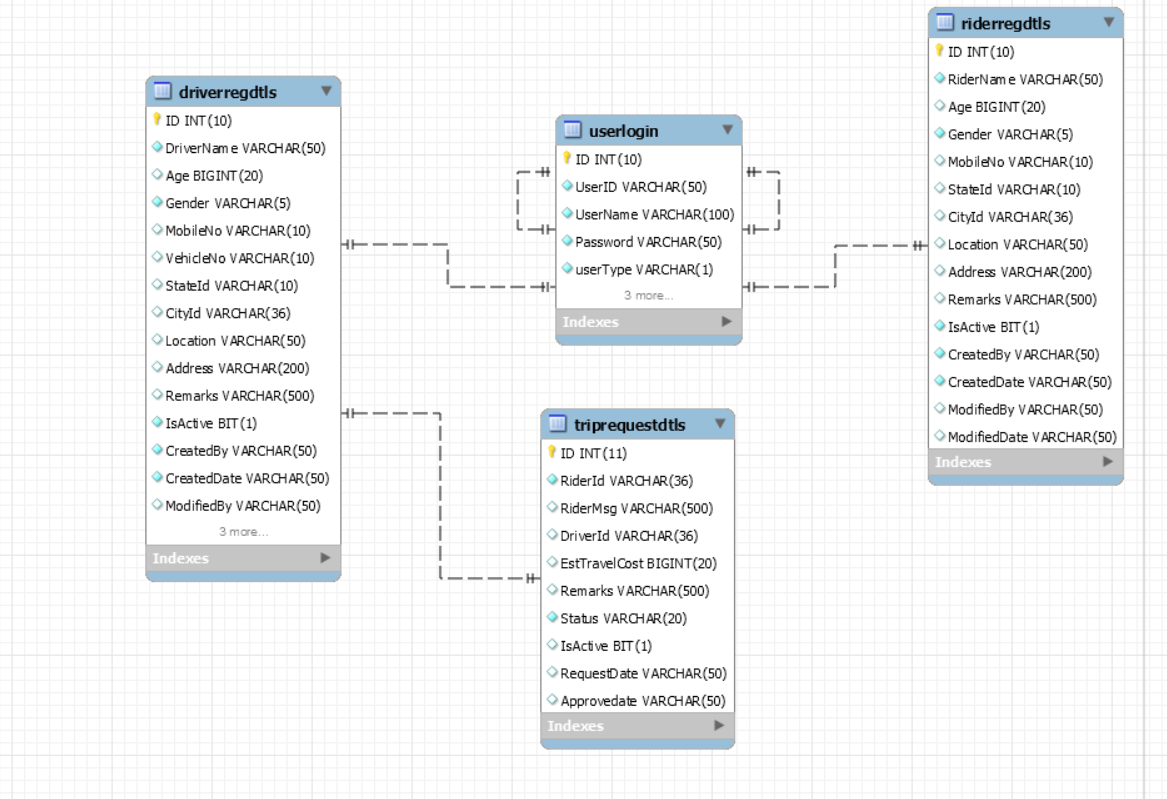 driverregdtls
ID INT(10)
DriverName VARCHAR(50)
Age BIGINT(20)
Gender VARCHAR(5)
MobileNo VARCHAR(10)
VehicleNo VARCHAR(10)
StateId VARCHAR(10)
CityId VARCHAR(36)
Location VARCHAR(50)
Address VARCHAR(200)
Remarks VARCHAR(500)
IsActive BIT(1)
CreatedBy VARCHAR(50)
CreatedDate VARCHAR(50)
ModifiedBy VARCHAR(50)
3 more...
Indexes
userlogin
ID INT(10)
UserID VARCHAR(50)
UserName VARCHAR(100)
Password VARCHAR(50)
userType VARCHAR(1)
3 more...
Indexes
triprequestdtls
ID INT(11)
RiderId VARCHAR(36)
RiderMsg VARCHAR(500)
DriverId VARCHAR(36)
EstTravelCost BIGINT(20)
Remarks VARCHAR(500)
Status VARCHAR(20)
IsActive BIT(1)
RequestDate VARCHAR(50)
Approvedate VARCHAR(50)
Indexes
riderregdtls
ID INT(10)
RiderName VARCHAR(50)
Age BIGINT(20)
Gender VARCHAR(5)
MobileNo VARCHAR(10)
StateId VARCHAR(10)
CityId VARCHAR(36)
Location VARCHAR(50)
Address VARCHAR(200)
Remarks VARCHAR(500)
IsActive BIT(1)
CreatedBy VARCHAR(50)
CreatedDate VARCHAR(50)
ModifiedBy VARCHAR(50)
ModifiedDate VARCHAR(50)
Indexes